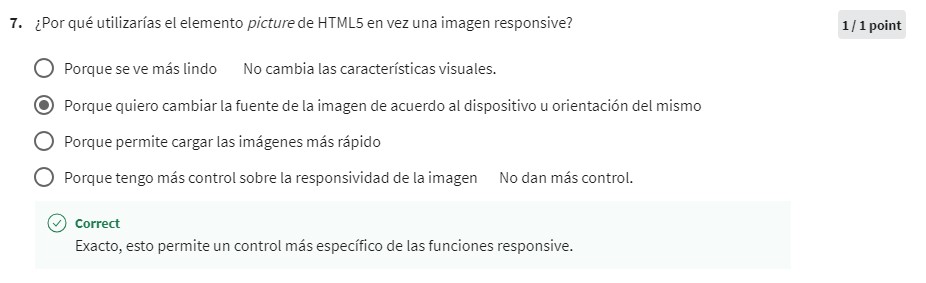 7. ¿Por qué utilizarías el elemento picture de HTML5 en vez una imagen responsive?
1 / 1 point
Porque se ve más lindo No cambia las características visuales.
Porque quiero cambiar la fuente de la imagen de acuerdo al dispositivo u orientación del mismo
Porque permite cargar las imágenes más rápido
Porque tengo más control sobre la responsividad de la imagen No dan más control.
Correct
Exacto, esto permite un control más específico de las funciones responsive.